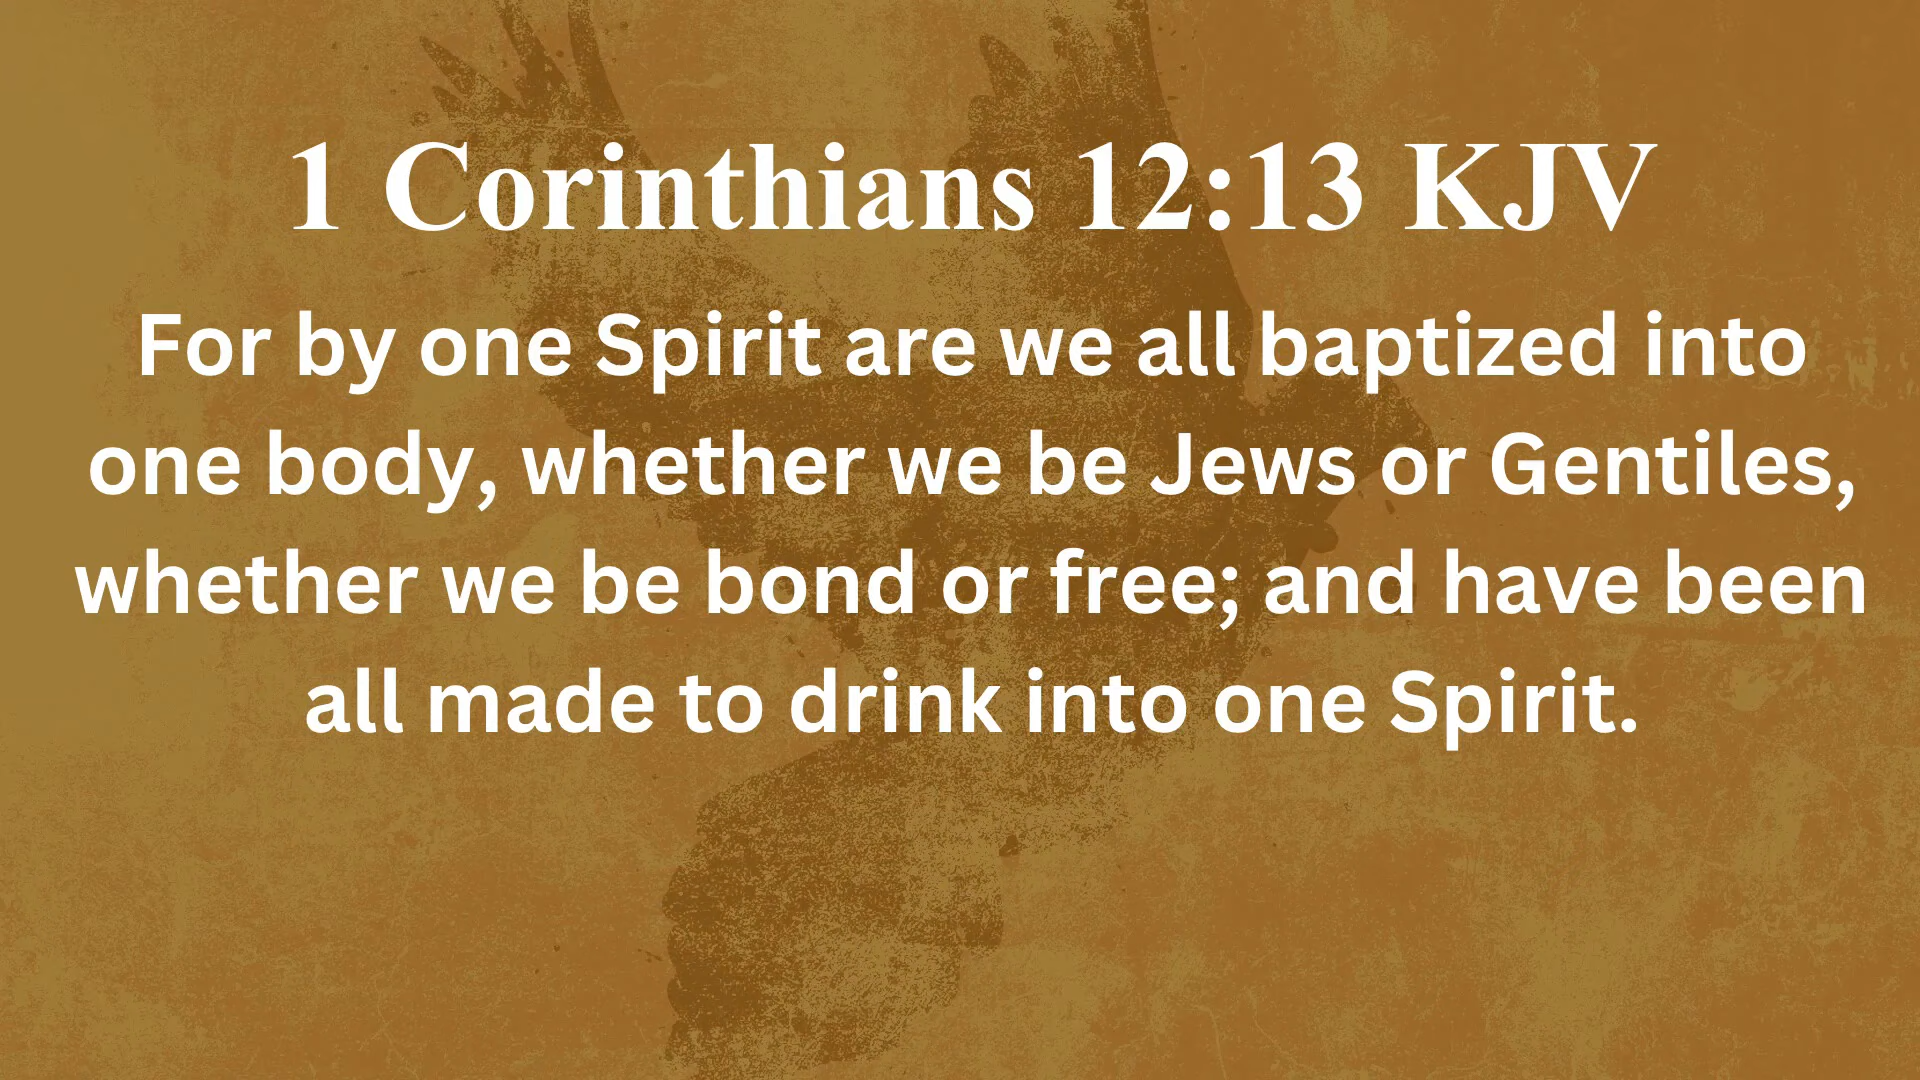 1 Corinthians 12:13 KJV
For by one Spirit are we all baptized into
one body, whether we be Jews or Gentiles,
whether we be bond or free; and have been
all made to drink into one Spirit.